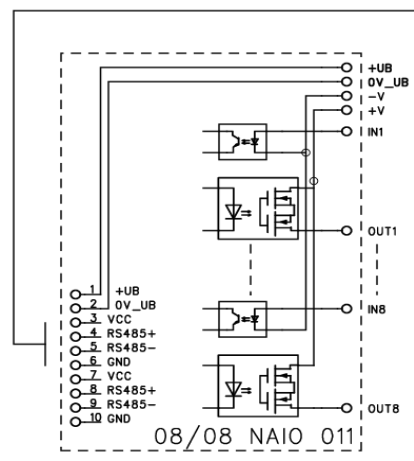 +UB
0V_UB
-V
+V
IN1
OUT1
IN8
OUT8
1 +UB
2 0V_UB
3 VCC
4 RS485+
5 RS485-
6 GND
7 VCC
8 RS485+
9 RS485-
10 GND
08/08 NAIO 011